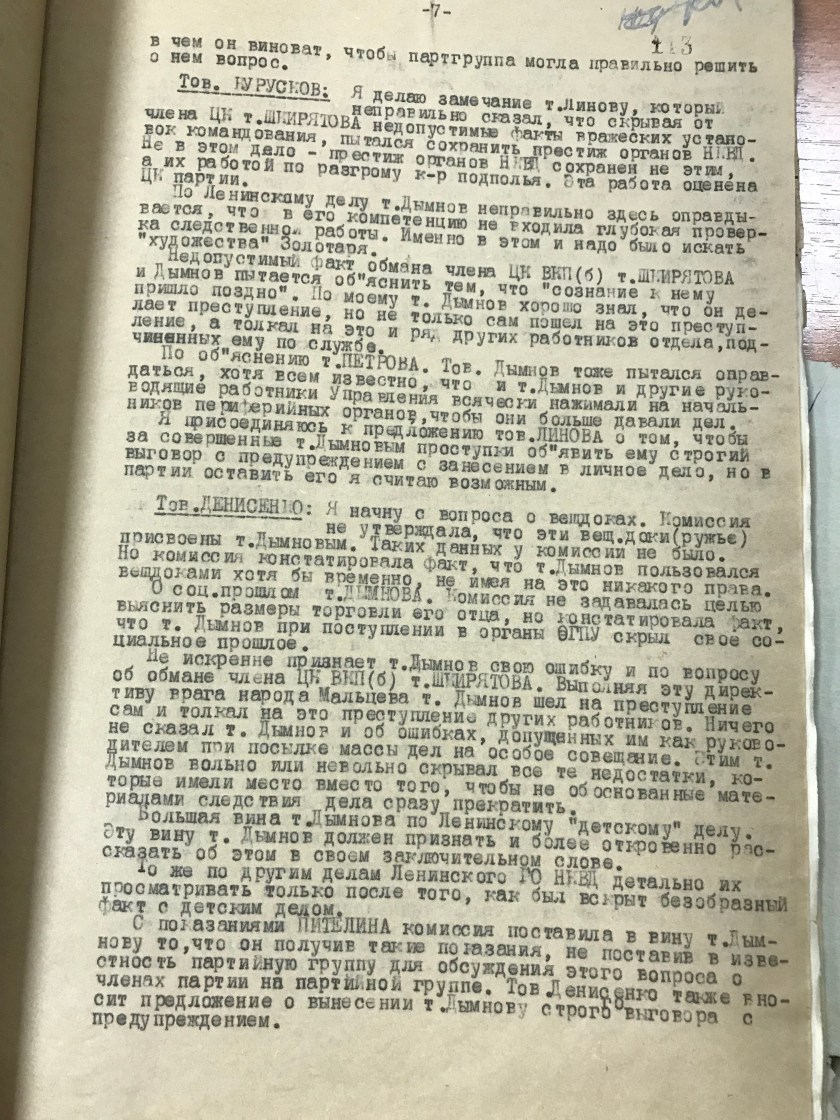 -7-
113
в чем он виноват, чтобы партгруппа могла правильно решить
о нем вопрос.
Тов. КУРУСКОВ: Я делаю замечание т.Линову, который
неправильно сказал, что скрывая от
члена ЦК т.ШКИРЯТОВА недопустимые факты вражеских устано-
вок командования, пытался сохранить престиж органов НКВД.
Не в этом дело - престиж органов НКВД сохранен не этим,
а их работой по разгрому к-р подполья. Эта работа оценена
ЦК партии.
По Ленинскому делу т.Дымнов неправильно здесь оправды-
вается, что в его компетенцию не входила глубокая провер-
ка следственной работы. Именно в этом и надо было искать
"художества" Золотаря.
Недопустимый факт обмана члена ЦК ВКП(б) т.ШКИРЯТОВА
и Дымнов пытается об"яснить тем, что "сознание к нему
пришло поздно". По моему т. Дымнов хорошо знал, что он де-
лает преступление, но не только сам пошел на это преступ-
ление, а толкал на это и ряд других работников отдела,под-
чиненных ему по службе.
По об"яснению т.ПЕТРОВА. Тов. Дымнов тоже пытался оправ-
даться, хотя всем известно, что и т.Дымнов и другие руко-
водящие работники Управления всячески нажимали на началь-
ников периферийных органов,чтобы они больше давали дел.
Я присоединяюсь к предложению тов.ЛИНОВА о том, чтобы
за совершенные т.Дымновым проступки об"явить ему строгий
выговор с предупреждением с занесением в личное дело, но в
партии оставить его я считаю возможным.
Тов.ДЕНИСЕНКО: Я начну с вопроса о вещдоках. Комиссия
не утверждала, что эти вещ.доки(ружье)
присвоены т.Дымновым. Таких данных у комиссии не было.
Но комиссия констатировала факт, что т.Дымнов пользовался
вещдоками хотя бы временно, не имея на это никакого права.
О соц.прошлом т.ДЫМНОВА. Комиссия не задавалась целью
выяснить размеры торговли его отца, но констатировала факт,
что т. Дымнов при поступлении в органы ОГПУ скрыл свое со-
циальное прошлое.
Не искренне признает т.Дымнов свою ошибку и по вопросу
об обмане члена ЦК ВКП(б) т.ШКИРЯТОВА. Выполняя эту дирек-
тиву врага народа Мальцева т. Дымнов шел на преступление
сам и толкал на это преступление других работников. Ничего
не сказал т. Дымнов и об ошибках, допущенных им как руково-
дителем при посылке массы дел на особое совещание. Этим т.
Дымнов вольно или невольно скрывал все те недостатки, ко-
торые имели место вместо того, чтобы не обоснованные мате-
риалами следствия дела сразу прекратить.
Большая вина т.Дымнова по Ленинскому "детскому" делу.
Эту вину т. Дымнов должен признать и более откровенно рас-
сказать об этом в своем заключительном слове.
То же по другим делам Ленинского РО НКВД детально их
просматривать только после того, как был вскрыт безобразный
факт с детским делом.
С показаниями ПИТЕЛИНА комиссия поставила в вину т.Дым-
нову то,что он получив такие показания, не поставив в изве-
стность партийную группу для обсуждения этого вопроса о
членах партии на партийной группе. Тов.Денисенко также вно-
сит предложение о вынесении т.Дымнову строго выговора с
предупреждением.